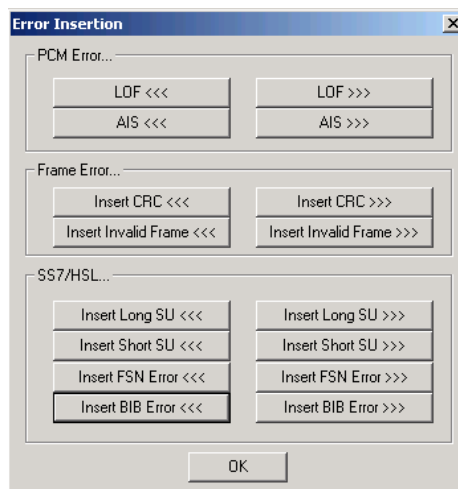 Error Insertion
PCM Error...
LOF <<< LOF >>>
AIS <<< AIS >>>
Frame Error...
Insert CRC <<< Insert CRC >>>
Insert Invalid Frame <<< Insert Invalid Frame >>>
SS7/HSL...
Insert Long SU <<< Insert Long SU >>>
Insert Short SU <<< Insert Short SU >>>
Insert FSN Error <<< Insert FSN Error >>>
Insert BIB Error <<< Insert BIB Error >>>
OK